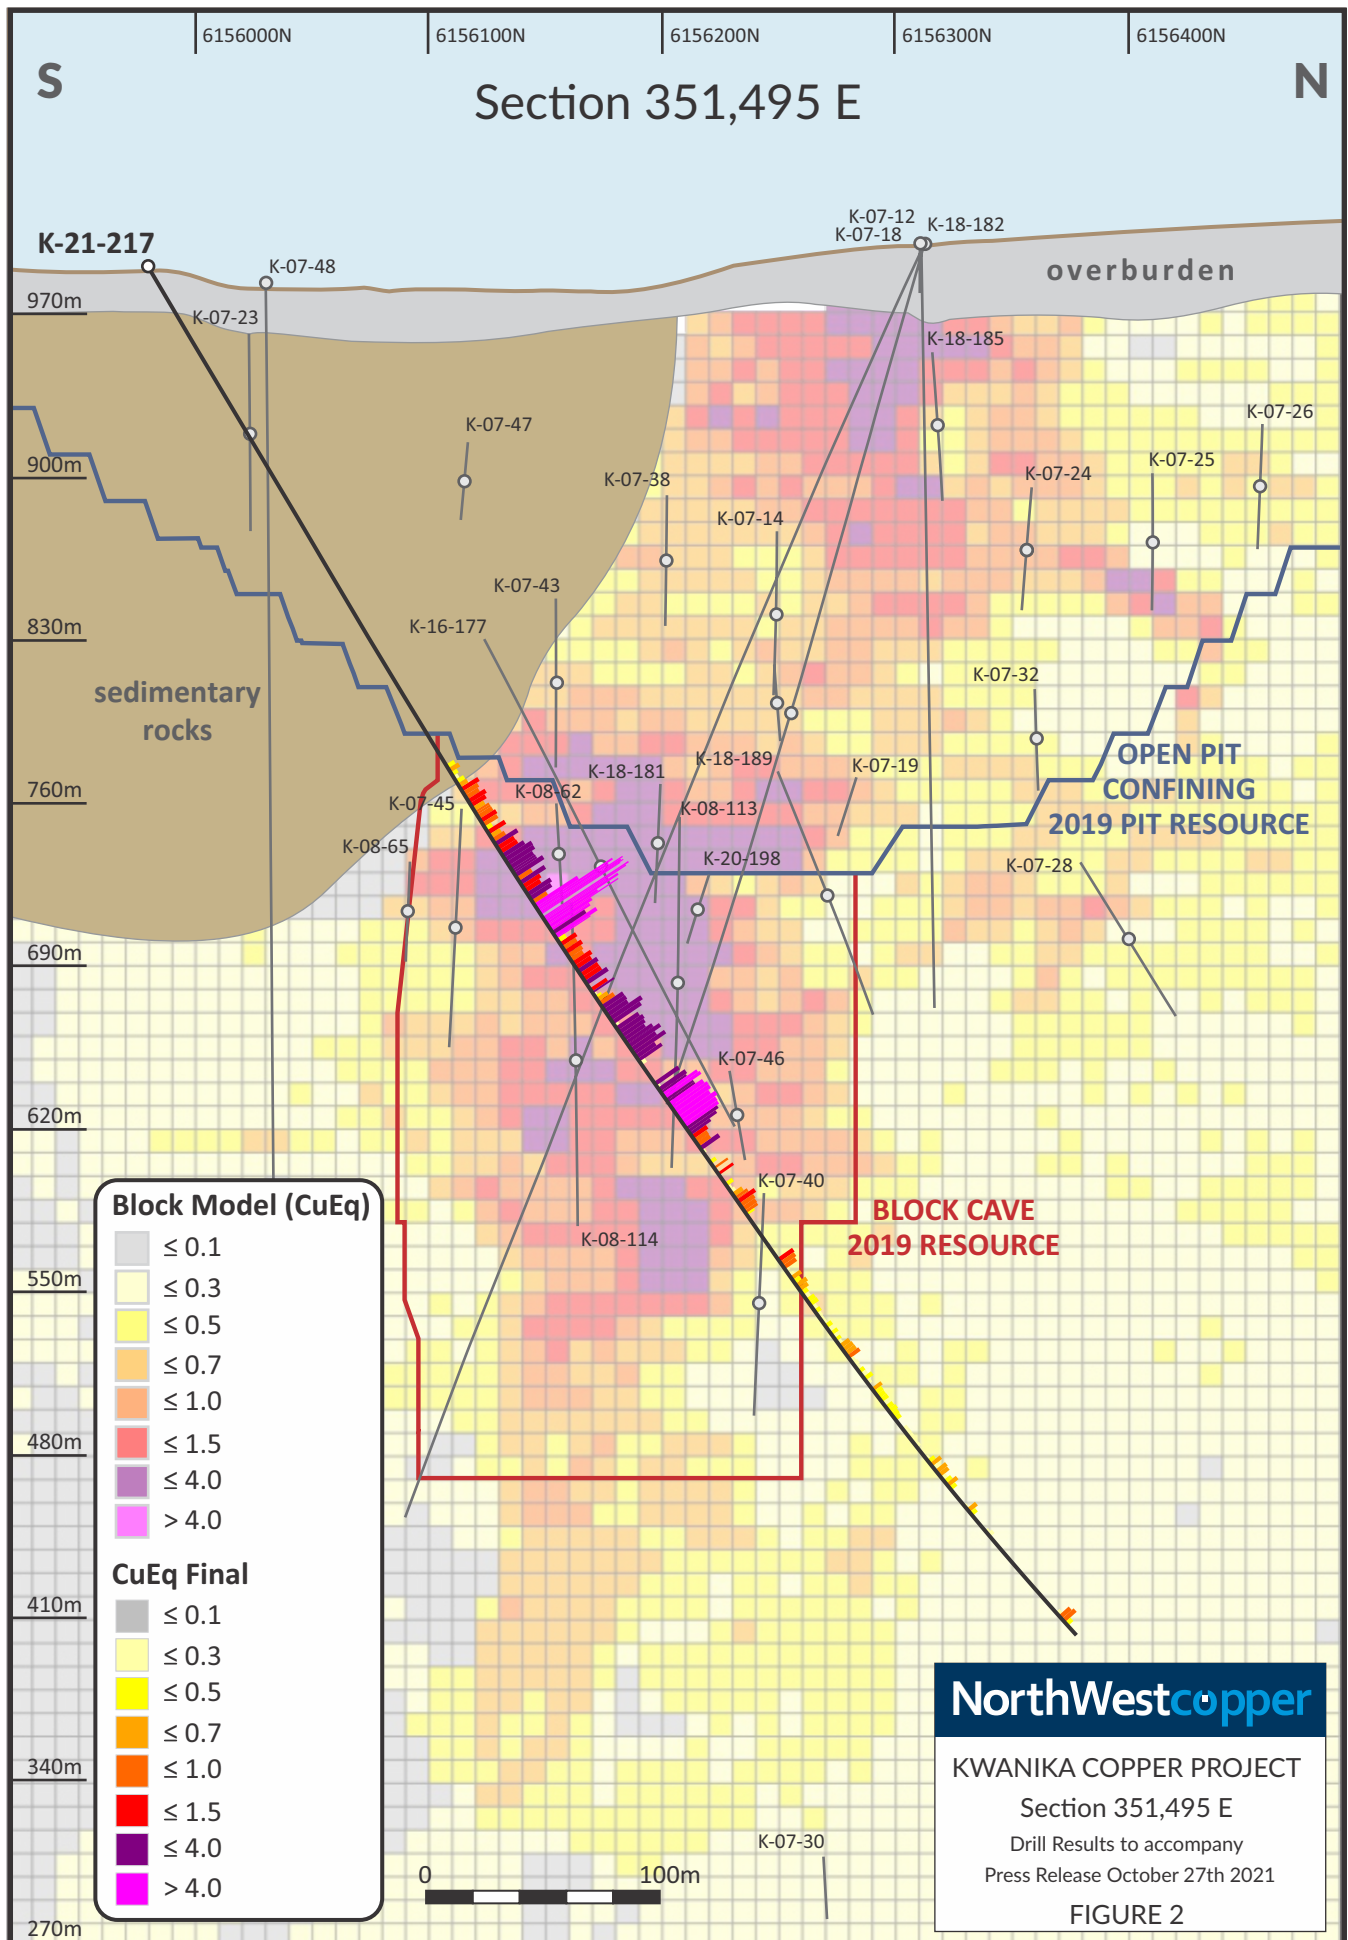 6156000N
6156100N
6156200N
6156300N
6156400N
S
N
Section 351,495 E
K-07-12
K-18-182
K-07-18
K-21-217
K-07-48
overburden
970m
K-07-23
K-18-185
K-07-47
K-07-26
900m
K-07-38
K-07-24
K-07-25
K-07-14
K-07-43
K-16-177
830m
K-07-32
sedimentary
rocks
K-18-189
K-18-181
K-07-19
OPEN PIT
CONFINING
2019 PIT RESOURCE
760m
K-07-45
K-08-62
K-08-113
K-08-65
K-20-198
K-07-28
690m
K-07-46
620m
K-07-40
BLOCK CAVE
2019 RESOURCE
K-08-114
550m
480m
410m
340m
270m
Block Model (CuEq)
≤ 0.1
≤ 0.3
≤ 0.5
≤ 0.7
≤ 1.0
≤ 1.5
≤ 4.0
> 4.0
CuEq Final
≤ 0.1
≤ 0.3
≤ 0.5
≤ 0.7
≤ 1.0
≤ 1.5
≤ 4.0
> 4.0
K-07-30
0
100m
NorthWestcopper
KWANIKA COPPER PROJECT
Section 351,495 E
Drill Results to accompany
Press Release October 27th 2021
FIGURE 2